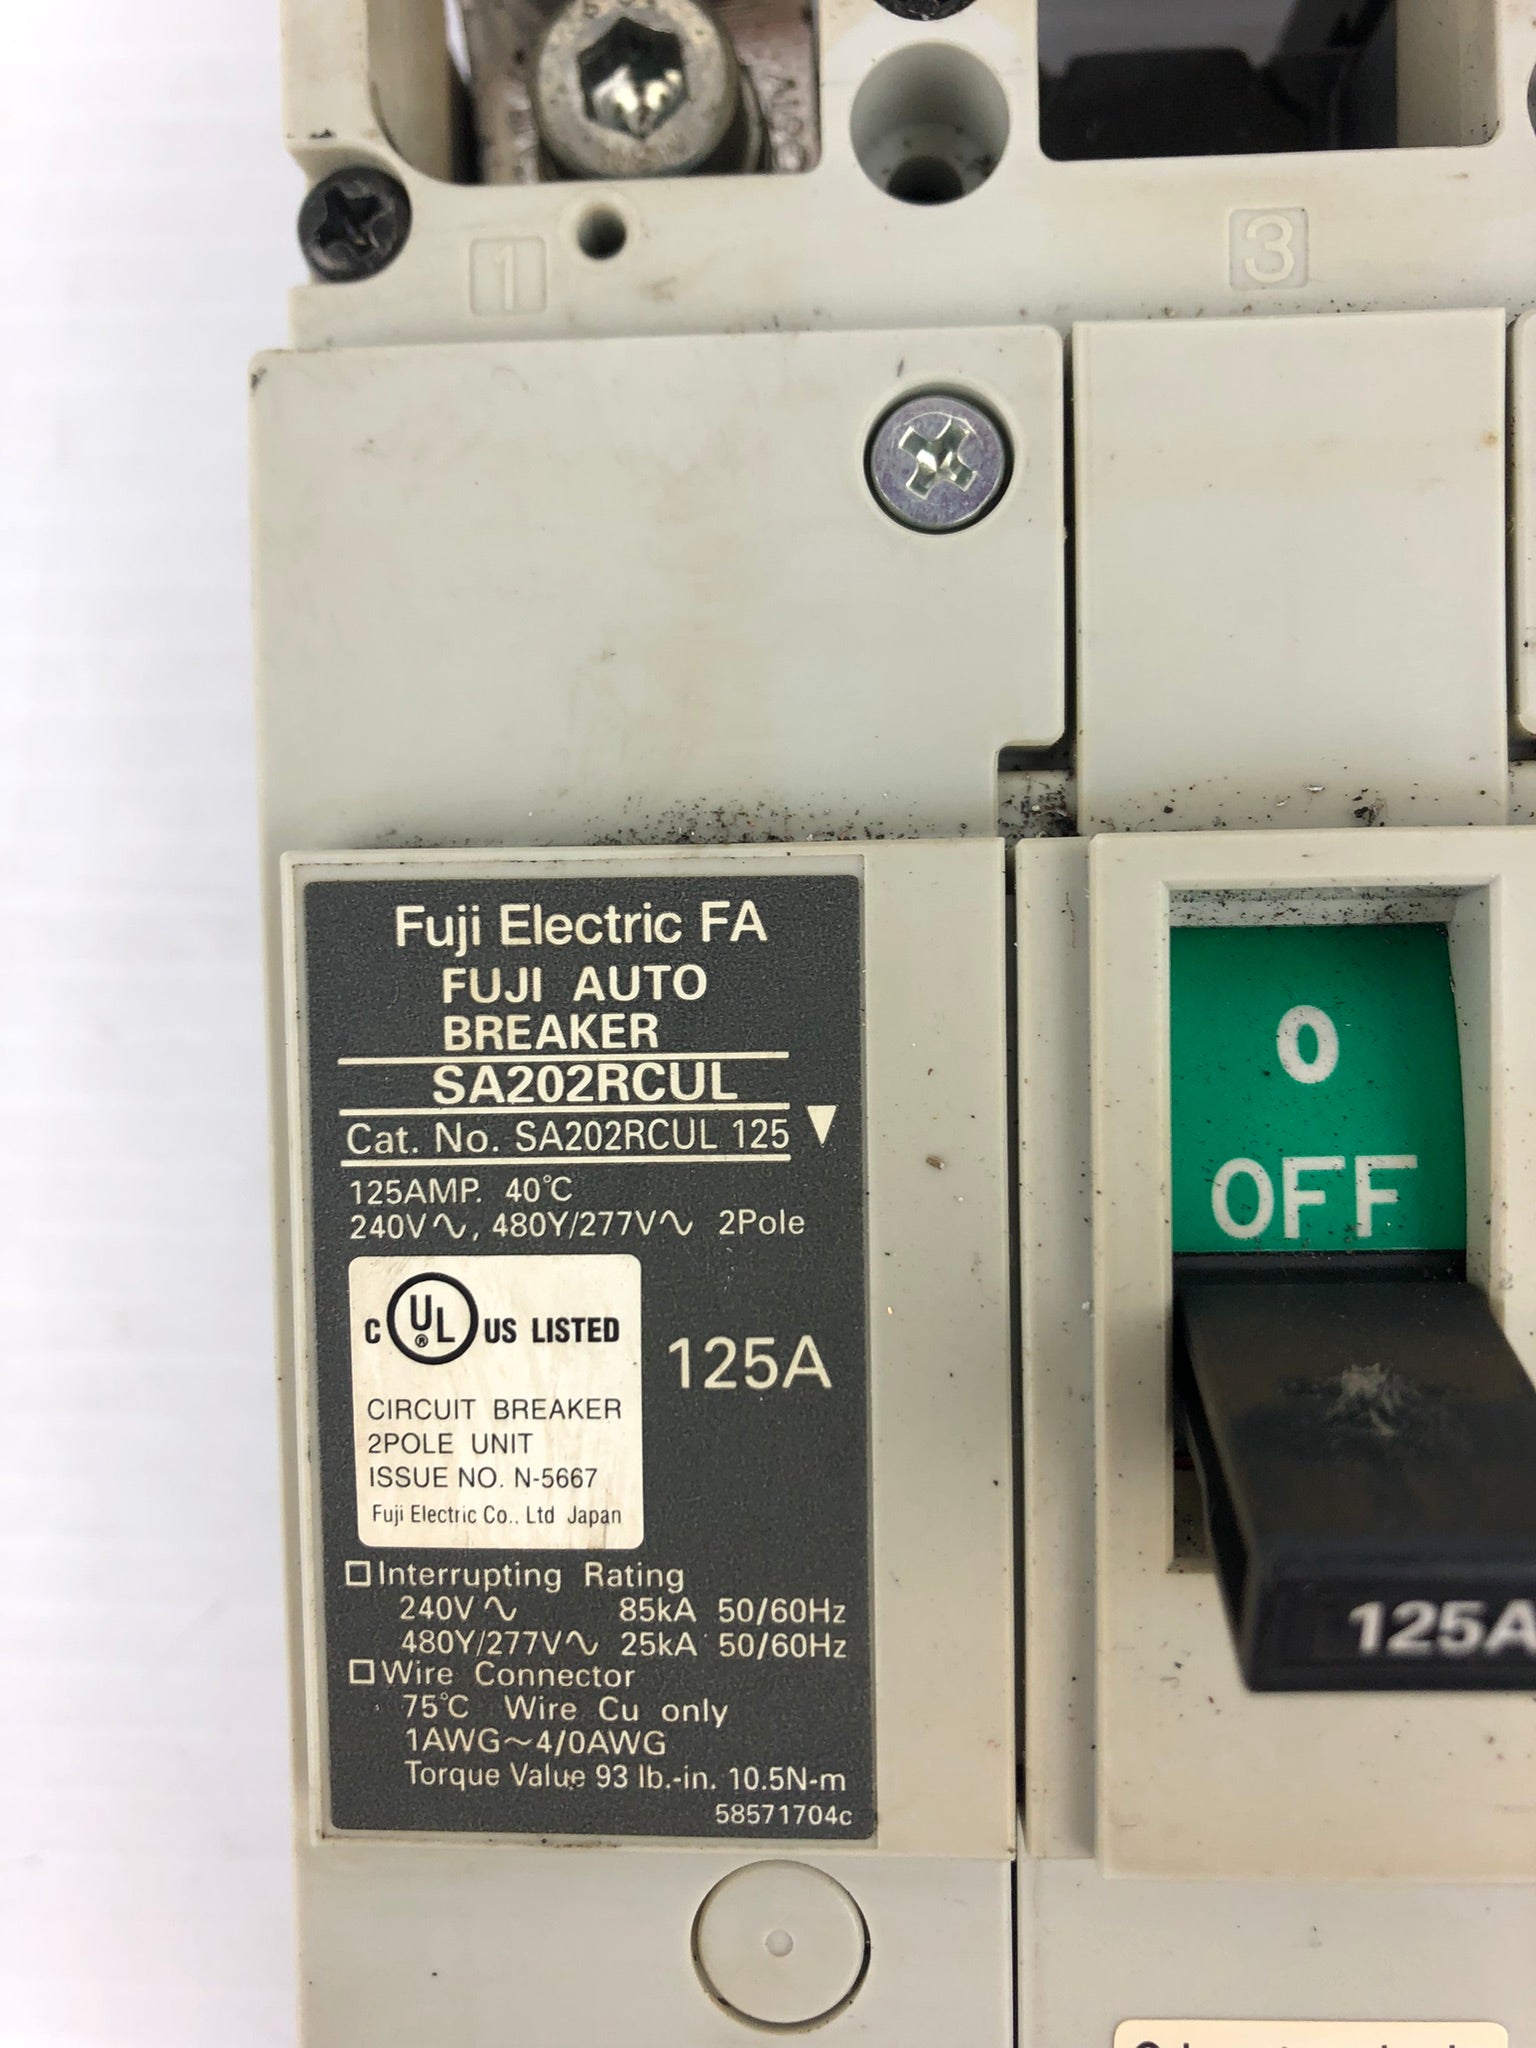 1
3
Fuji Electric FA
FUJI AUTO
BREAKER
SA202RCUL
Cat. No. SA202RCUL 125
125AMP. 40°C
240V∿, 480Y/277V∿ 2Pole
c UL® US LISTED
125A
CIRCUIT BREAKER
2POLE UNIT
ISSUE NO. N-5667
Fuji Electric Co., Ltd Japan
□Interrupting Rating
240V∿ 85kA 50/60Hz
480Y/277V∿ 25kA 50/60Hz
□Wire Connector
75°C Wire Cu only
1AWG~4/0AWG
Torque Value 93 lb.-in. 10.5N-m
58571704c
O
OFF
125A